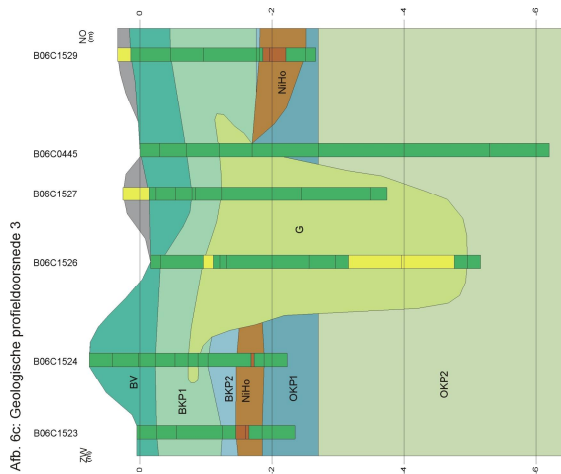 Afb. 6c: Geologische profieldoorsnede 3
ZW
(m)
NO
(m)
B06C1523
B06C1524
B06C1526
B06C1527
B06C0445
B06C1529
0
-2
-4
-6
0
-2
-4
-6
BV
BKP1
BKP2
NiHo
OKP1
OKP2
G
NiHo